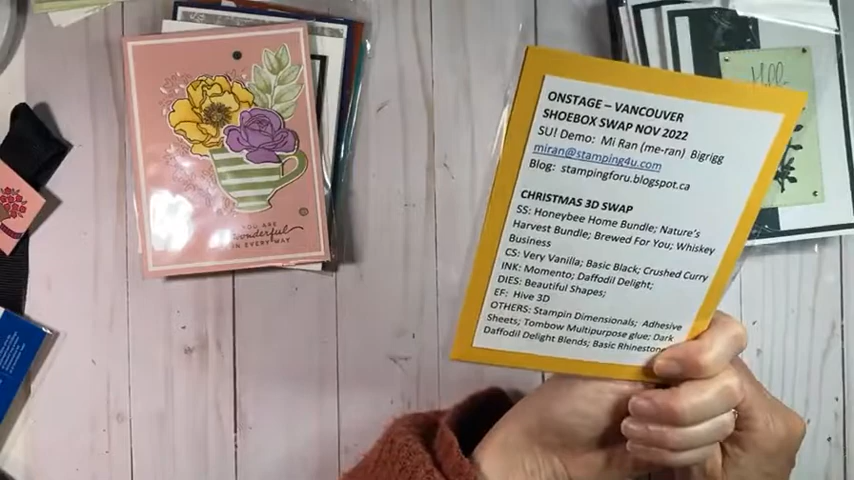 ONSTAGE – VANCOUVER
SHOEBOX SWAP NOV 2022
SU! Demo: Mi Ran (me-ran) Bigrigg
miran@stamping4u.com
Blog: stampingforu.blogspot.ca
CHRISTMAS 3D SWAP
SS: Honeybee Home Bundle; Nature's
Harvest Bundle; Brewed For You; Whiskey
Business
CS: Very Vanilla; Basic Black; Crushed Curry
INK: Momento; Daffodil Delight;
DIES: Beautiful Shapes;
EF: Hive 3D
OTHERS: Stampin Dimensionals; Adhesive
Sheets; Tombow Multipurpose glue; Dark
Daffodil Delight Blends; Basic Rhinestone
YOU ARE
wonderful
IN EVERY WAY
Hello